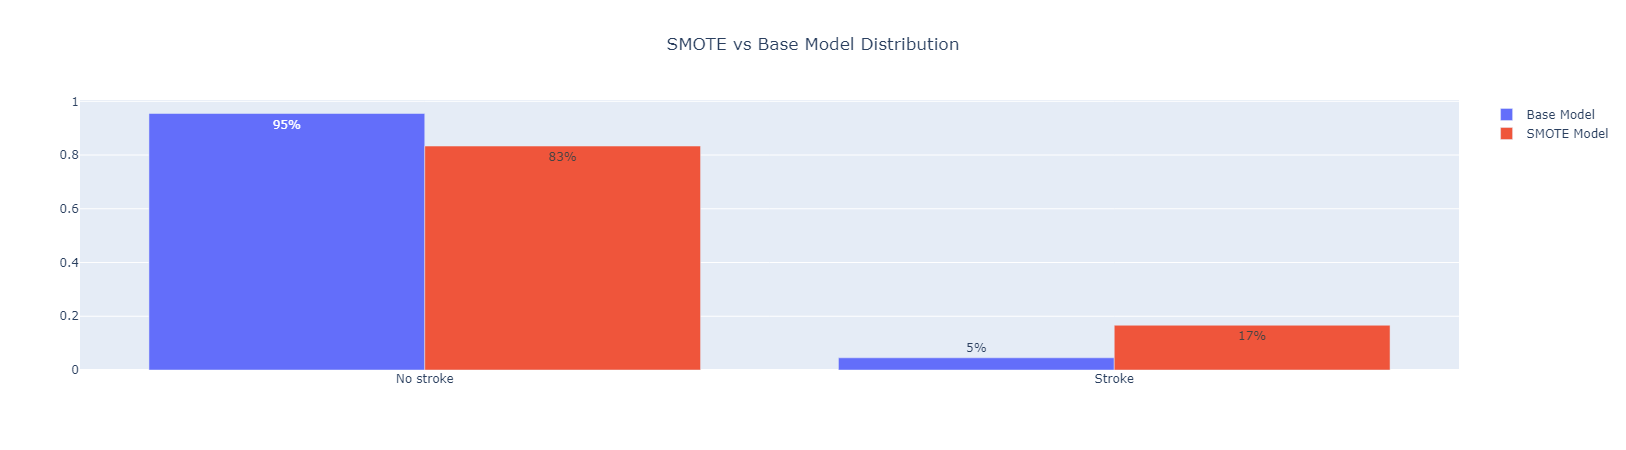 SMOTE vs Base Model Distribution
1
0.8
0.6
0.4
0.2
0
95%
83%
5%
17%
No stroke
Stroke
Base Model
SMOTE Model